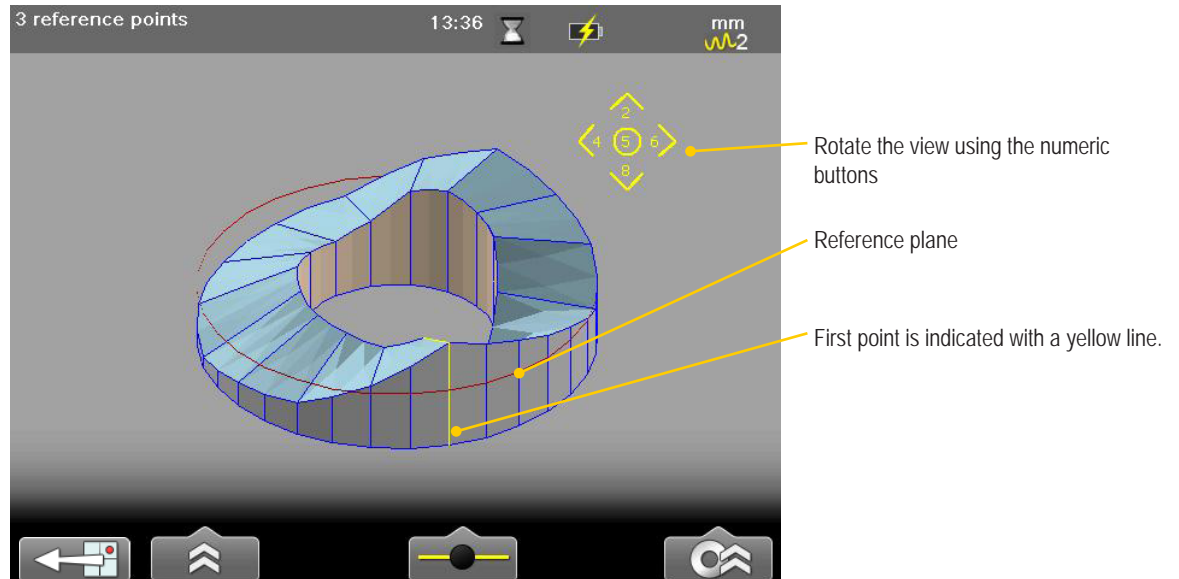 3 reference points
13:36
mm
2
2
4 5 6
8
Rotate the view using the numeric
buttons
Reference plane
First point is indicated with a yellow line.